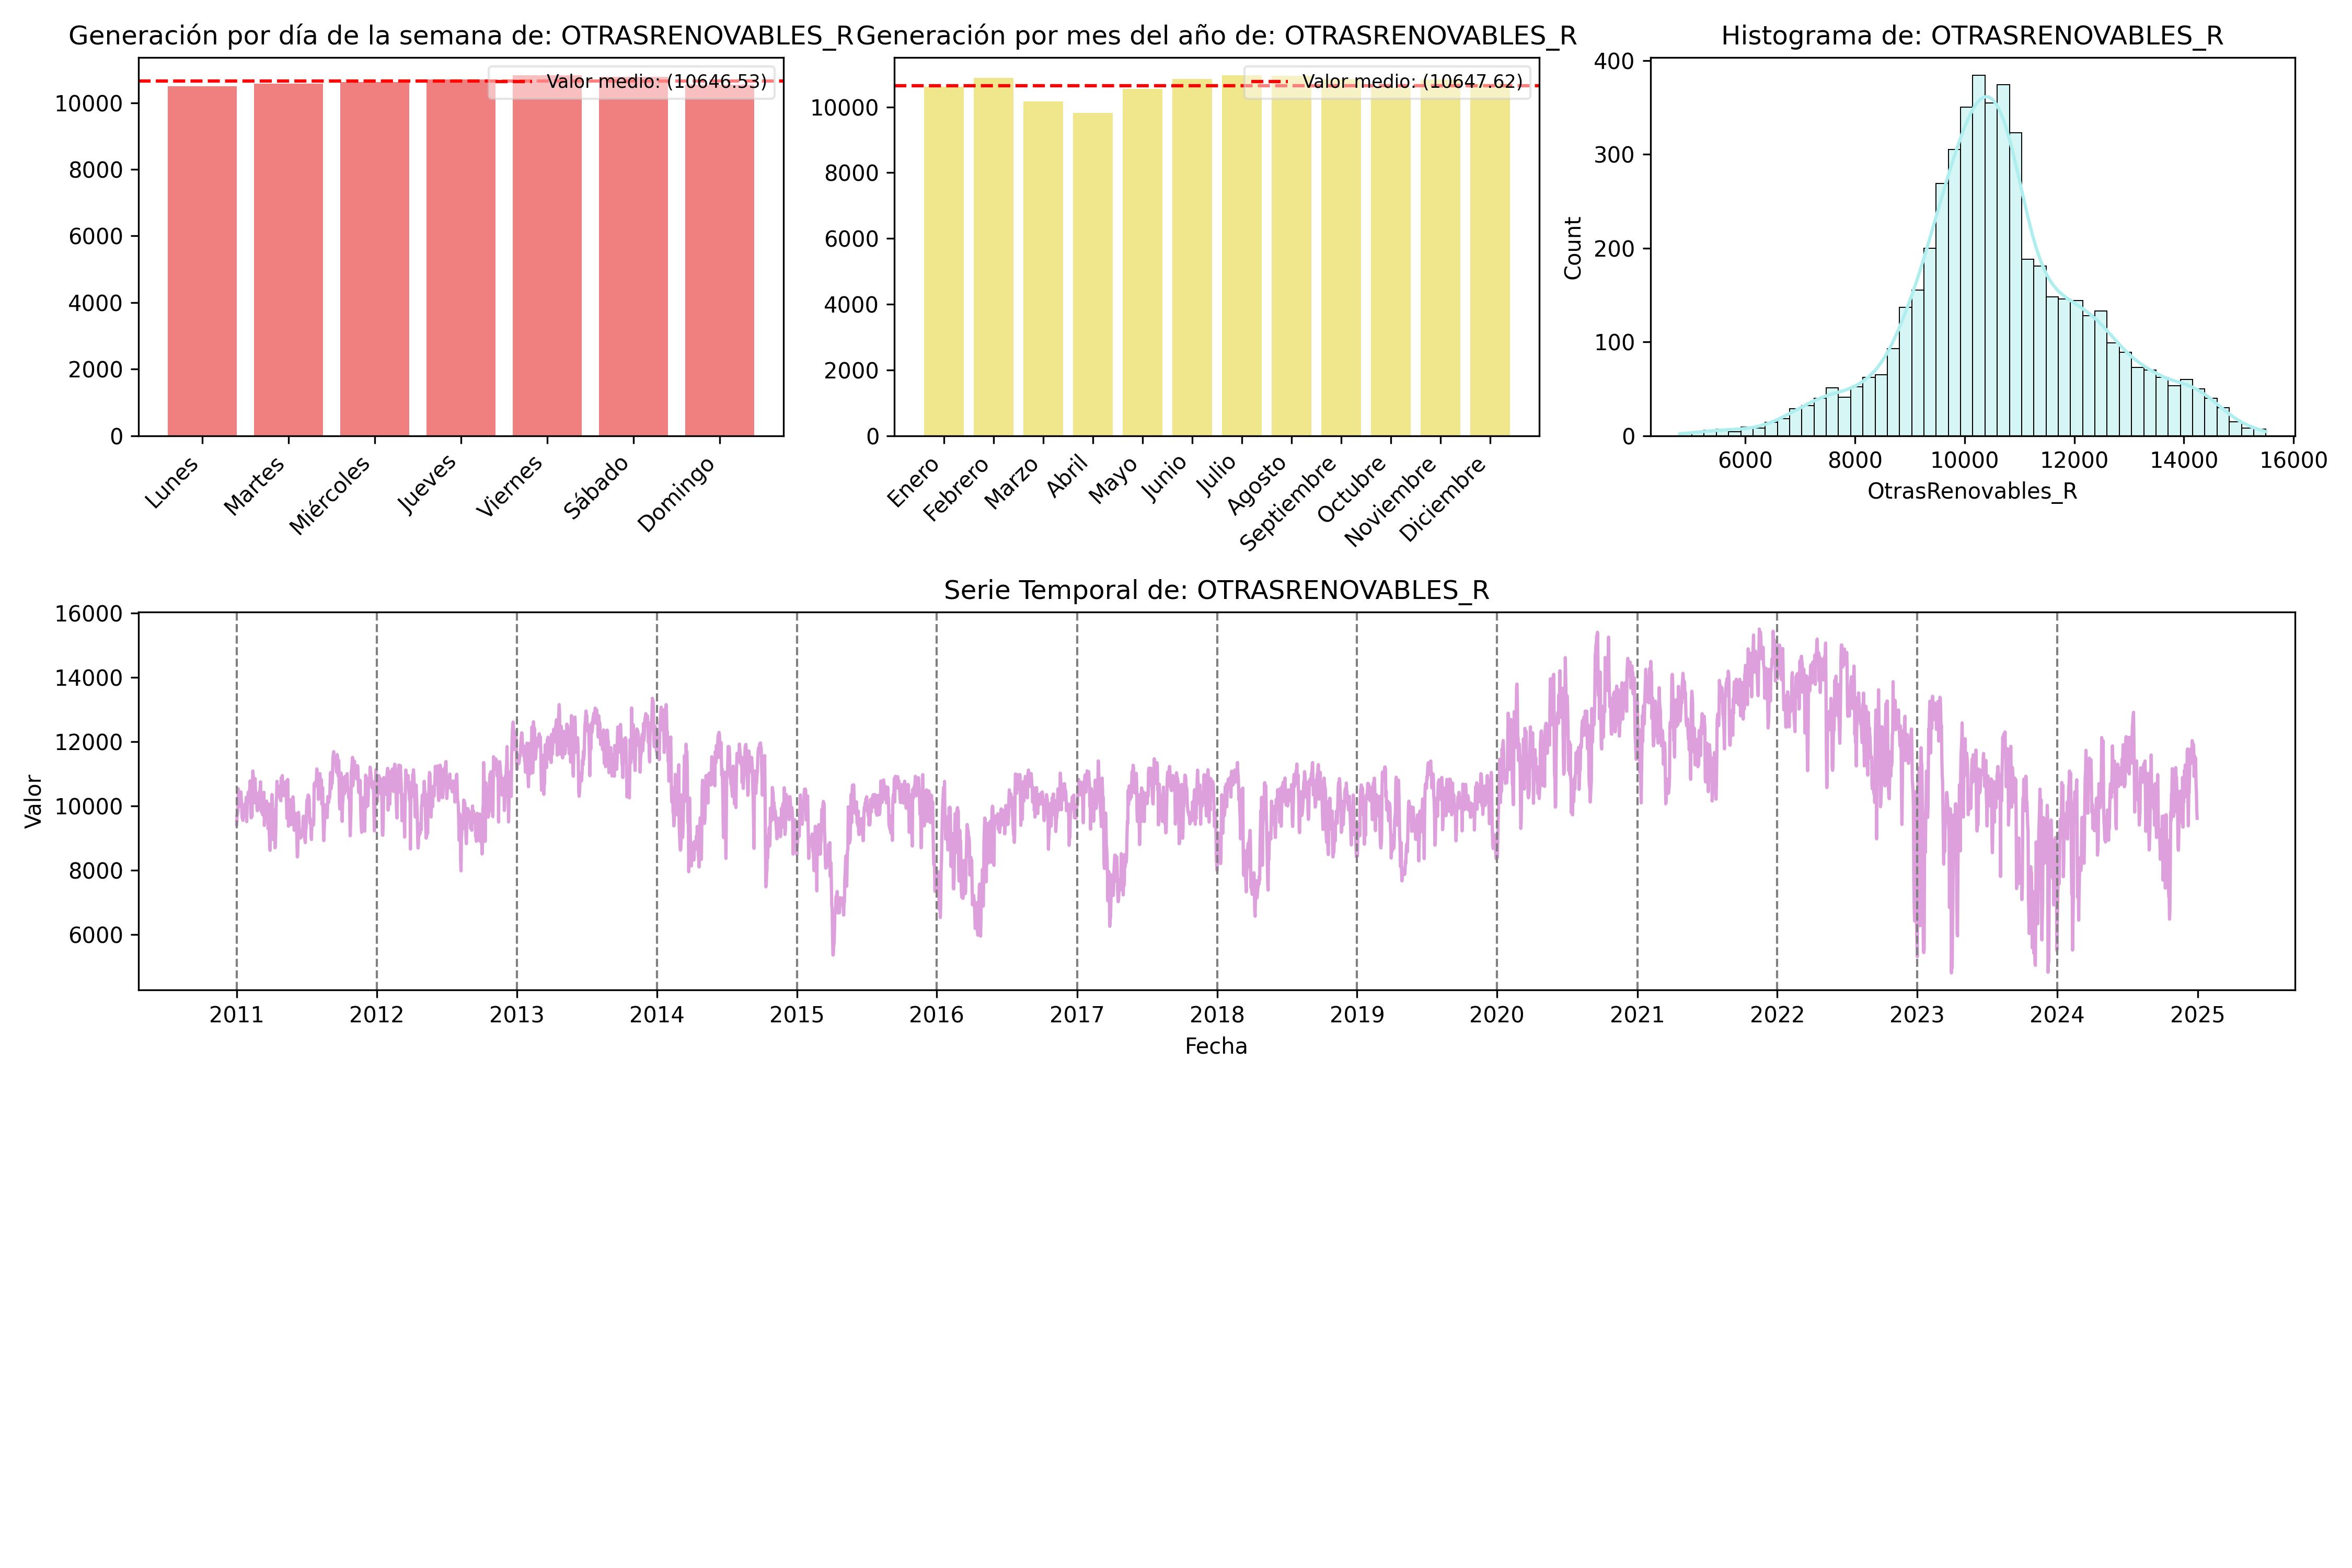 Generación por día de la semana de: OTRASRENOVABLES_R
Valor medio: (10646.53)
10000
8000
6000
4000
2000
0
Lunes
Martes
Miércoles
Jueves
Viernes
Sábado
Domingo
Generación por mes del año de: OTRASRENOVABLES_R
Valor medio: (10647.62)
10000
8000
6000
4000
2000
0
Enero
Febrero
Marzo
Abril
Mayo
Junio
Julio
Agosto
Septiembre
Octubre
Noviembre
Diciembre
Histograma de: OTRASRENOVABLES_R
Count
400
300
200
100
0
6000
8000
10000
12000
14000
16000
OtrasRenovables_R
Serie Temporal de: OTRASRENOVABLES_R
Valor
16000
14000
12000
10000
8000
6000
2011
2012
2013
2014
2015
2016
2017
2018
2019
2020
2021
2022
2023
2024
2025
Fecha